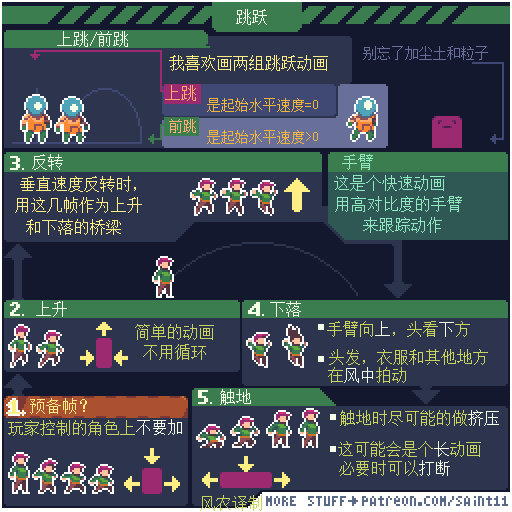 跳跃
上跳/前跳
我喜欢画两组跳跃动画
别忘了加尘土和粒子
上跳
是起始水平速度=0
前跳
是起始水平速度>0
3. 反转
垂直速度反转时,
用这几帧作为上升
和下落的桥梁
手臂
这是个快速动画
用高对比度的手臂
来跟踪动作
2. 上升
简单的动画
不用循环
4. 下落
手臂向上，头看下方
头发，衣服和其他地方
在风中拍动
1. 预备帧?
玩家控制的角色上不要加
5. 触地
触地时尽可能的做挤压
这可能会是个长动画
必要时可以打断
风农译制
MORE STUFF→PATREON.COM/SAINT11